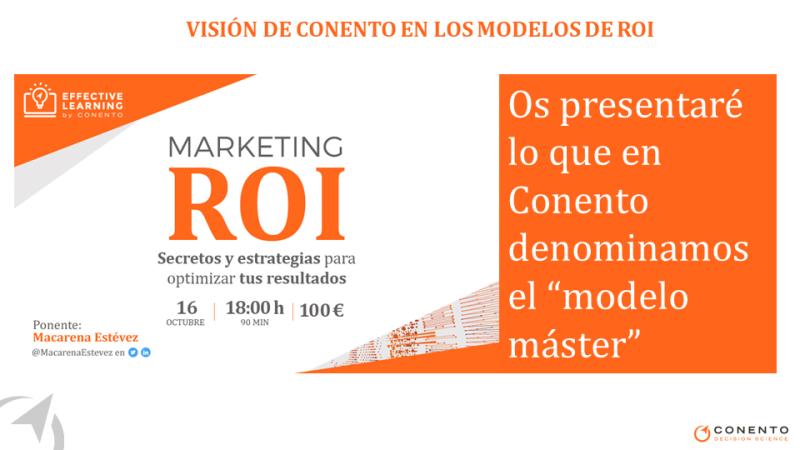 VISIÓN DE CONENTO EN LOS MODELOS DE ROI
EFFECTIVE
LEARNING
by CONENTO
MARKETING
ROI
Secretos y estrategias para
optimizar tus resultados
16
OCTUBRE
18:00 h
90 MIN
100 €
Ponente:
Macarena Estévez
@MacarenaEstevez en
Os presentaré
lo que en
Conento
denominamos
el “modelo
máster”
CONENTO
DECISION SCIENCE